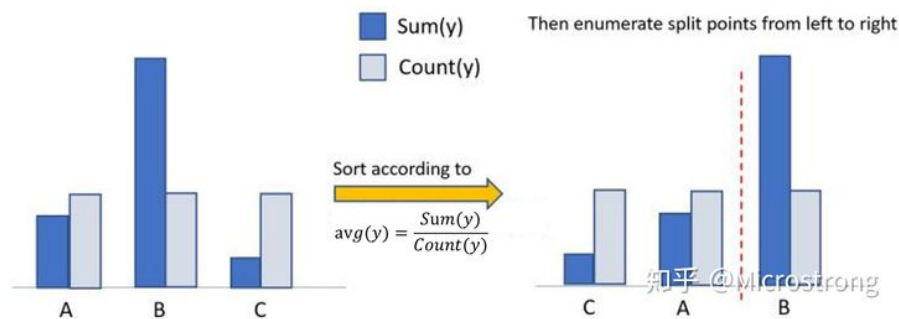 Sum(y)
Count(y)
Then enumerate split points from left to right
Sort according to
avg(y) = Sum(y) / Count(y)
A B C
C A B
知乎 @Microstrong